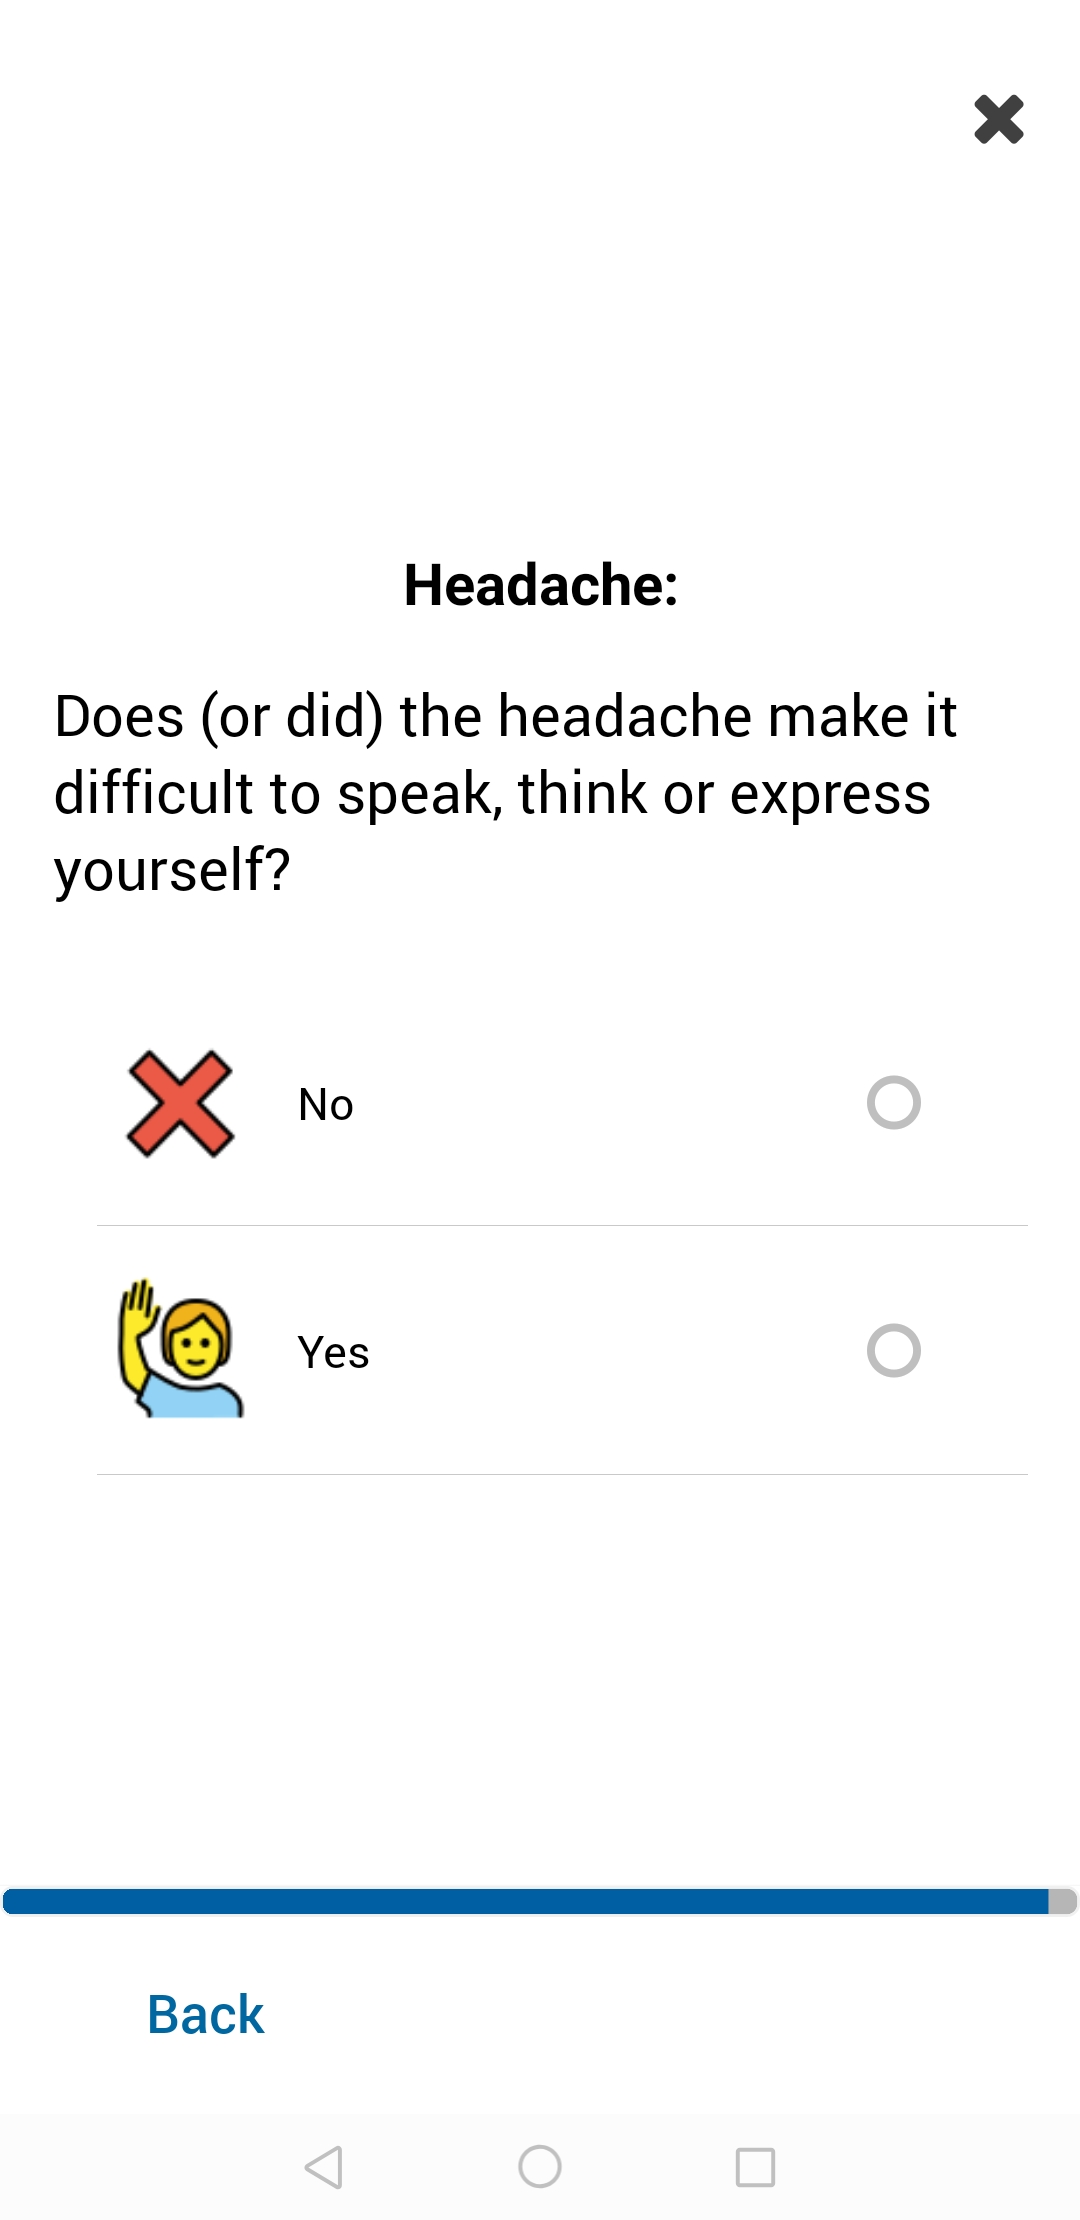 Headache:
Does (or did) the headache make it
difficult to speak, think or express
yourself?
No
Yes
Back